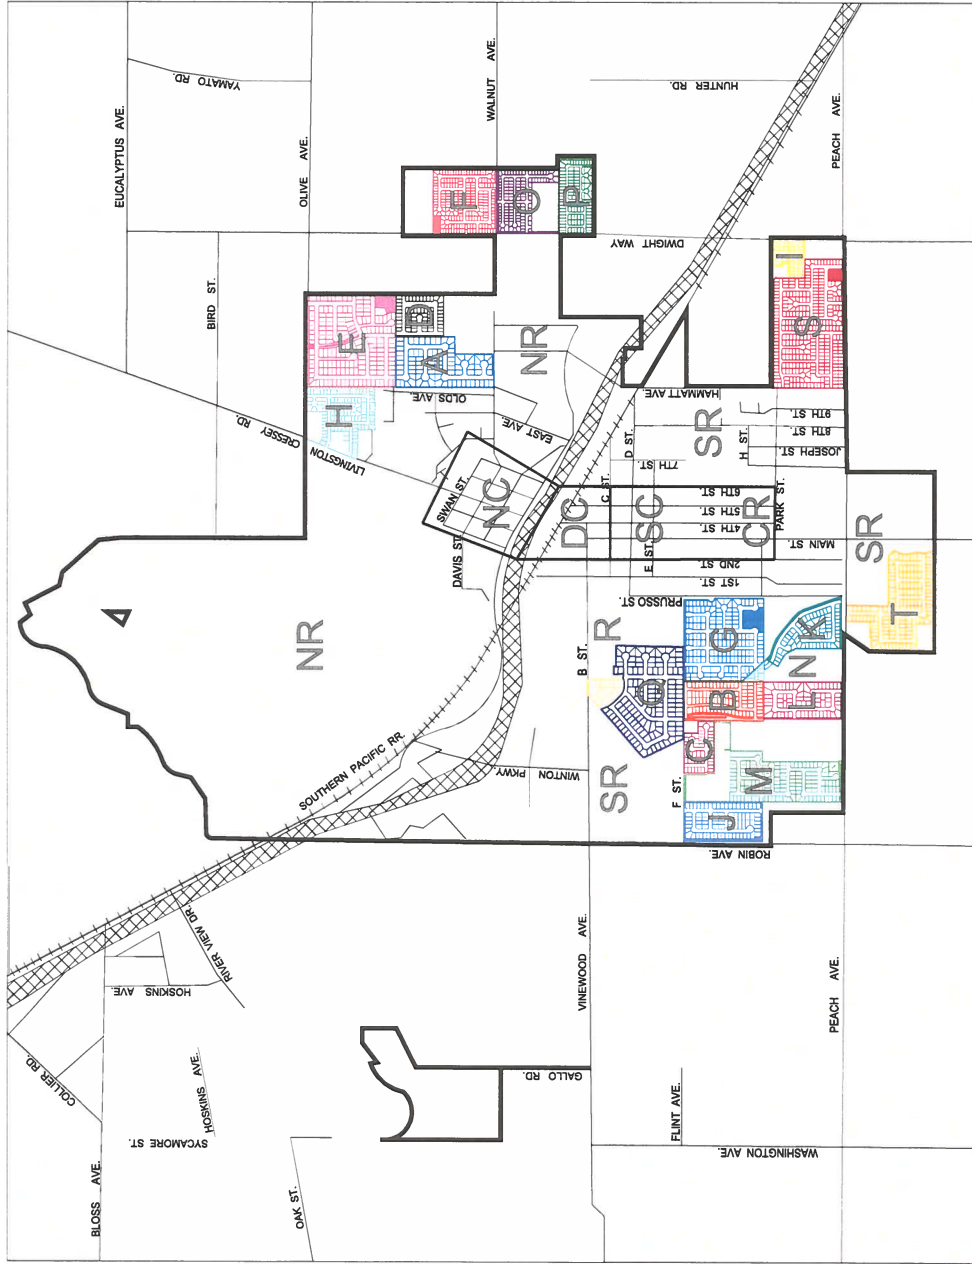 YAMATO RD.
WALNUT AVE.
HUNTER RD.
EUCALYPTUS AVE.
OLIVE AVE.
PEACH AVE.
F
O
P
DWIGHT WAY
BIRD ST.
I
S
E
D
A
NR
H
OLDS AVE.
HAMMATT AVE.
CRESSEY RD.
LIVINGSTON
EAST AVE.
D ST.
SR
H ST.
9TH ST.
8TH ST.
JOSEPH ST.
7TH ST.
SWAN ST.
NC
C ST.
6TH ST.
5TH ST.
4TH ST.
PARK ST.
DC
SC
CR
MAIN ST.
SR
DAVIS ST.
E ST.
2ND ST.
1ST ST.
PRUSSO ST.
T
NR
B ST.
R
G
K
N
Q
B
L
C
SOUTHERN PACIFIC RR.
WINTON PKWY.
SR
F ST.
M
J
ROBIN AVE.
RIVER VIEW DR.
HOSKINS AVE.
VINEWOOD AVE.
PEACH AVE.
COLLIER RD.
HOSKINS AVE.
GALLO RD.
FLINT AVE.
SYCAMORE ST.
WASHINGTON AVE.
BLOSS AVE.
OAK ST.